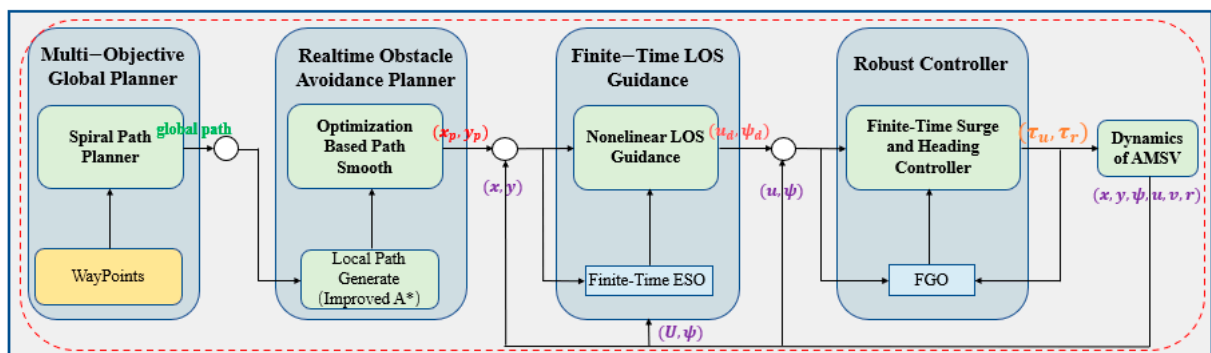 Multi−Objective
Global Planner
Spiral Path
Planner
global path
WayPoints
Realtime Obstacle
Avoidance Planner
Optimization
Based Path
Smooth
(x_p, y_p)
Local Path
Generate
(Improved A*)
(x, y)
Finite−Time LOS
Guidance
Nonelinear LOS
Guidance
(u_d, ψ_d)
Finite-Time ESO
(U, ψ)
(u, ψ)
Robust Controller
Finite-Time Surge
and Heading
Controller
(τ_u, τ_r)
FGO
Dynamics
of AMSV
(x, y, ψ, u, v, r)